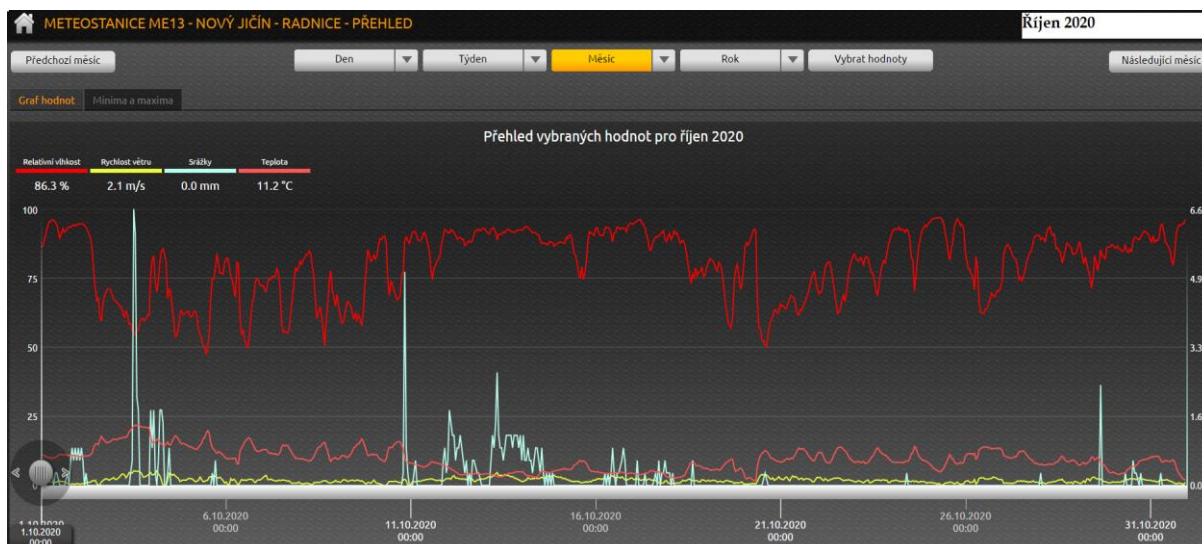 METEOSTANICE ME13 - NOVÝ JIČÍN - RADNICE - PŘEHLED
Říjen 2020
Předchozí měsíc
Den
Týden
Měsíc
Rok
Vybrat hodnoty
Následující měsíc
Graf hodnot
Minima a maxima
Přehled vybraných hodnot pro říjen 2020
Relativní vlhkost
Rychlost větru
Srážky
Teplota
86.3 %
2.1 m/s
0.0 mm
11.2 °C
100
6.6
75
4.9
50
3.3
25
1.6
0
0.0
1.10.2020
6.10.2020
11.10.2020
16.10.2020
21.10.2020
26.10.2020
31.10.2020
1.10.2020
00:00
00:00
00:00
00:00
00:00
00:00
00:00